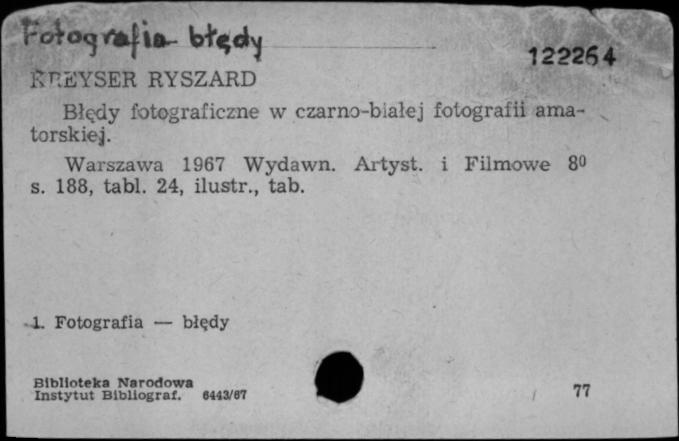 Fotografia błędy
122264
KREYSER RYSZARD
Błędy fotograficzne w czarno-białej fotografii ama-
torskiej.
Warszawa 1967 Wydawn. Artyst. i Filmowe 8⁰
s. 188, tabl. 24, ilustr., tab.
1. Fotografia — błędy
Biblioteka Narodowa
Instytut Bibliograf. 6443/67
77